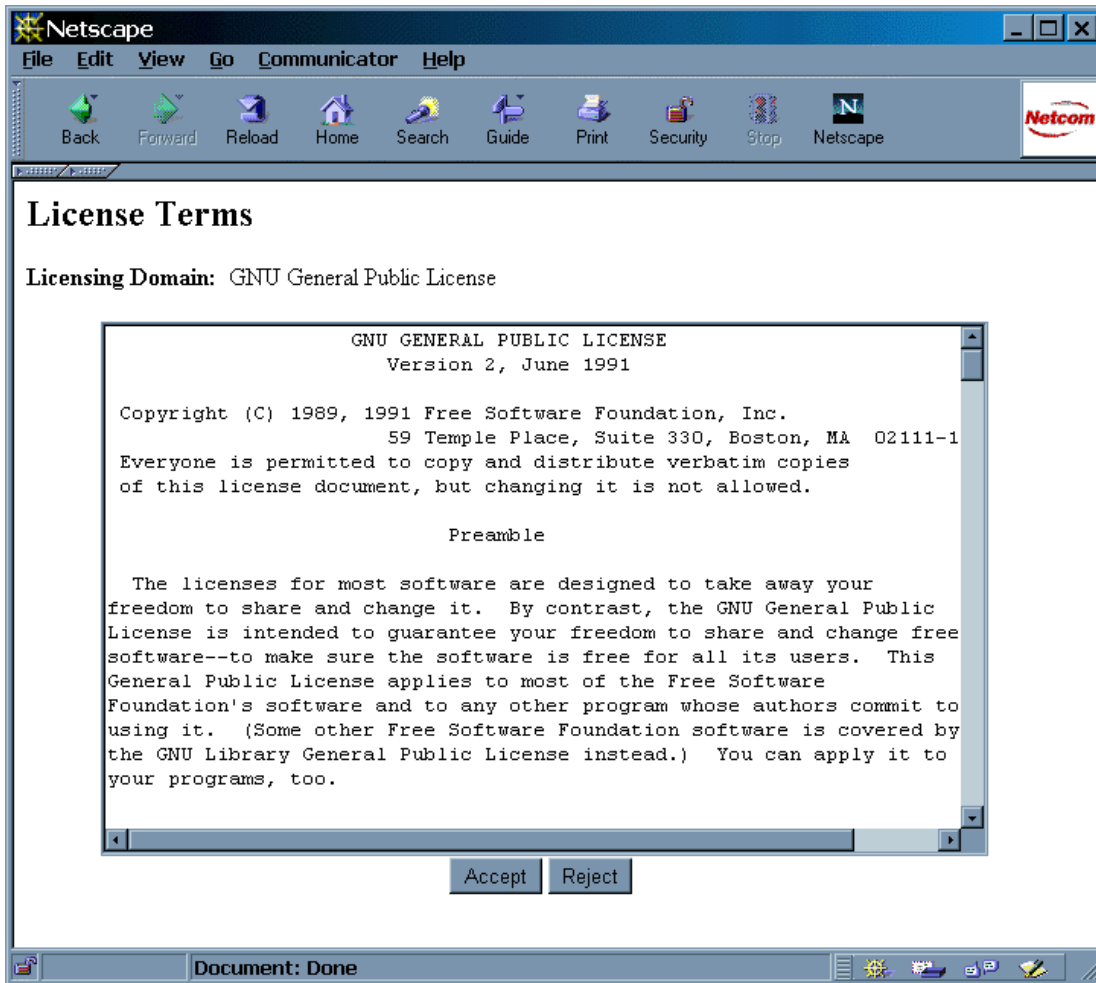 Netscape
File Edit View Go Communicator Help
Back Forward Reload Home Search Guide Print Security Stop Netscape
N
Netcom
License Terms
Licensing Domain: GNU General Public License
GNU GENERAL PUBLIC LICENSE
Version 2, June 1991
Copyright (C) 1989, 1991 Free Software Foundation, Inc.
59 Temple Place, Suite 330, Boston, MA 02111-1
Everyone is permitted to copy and distribute verbatim copies
of this license document, but changing it is not allowed.
Preamble
The licenses for most software are designed to take away your
freedom to share and change it. By contrast, the GNU General Public
License is intended to guarantee your freedom to share and change free
software--to make sure the software is free for all its users. This
General Public License applies to most of the Free Software
Foundation's software and to any other program whose authors commit to
using it. (Some other Free Software Foundation software is covered by
the GNU Library General Public License instead.) You can apply it to
your programs, too.
Accept Reject
Document: Done